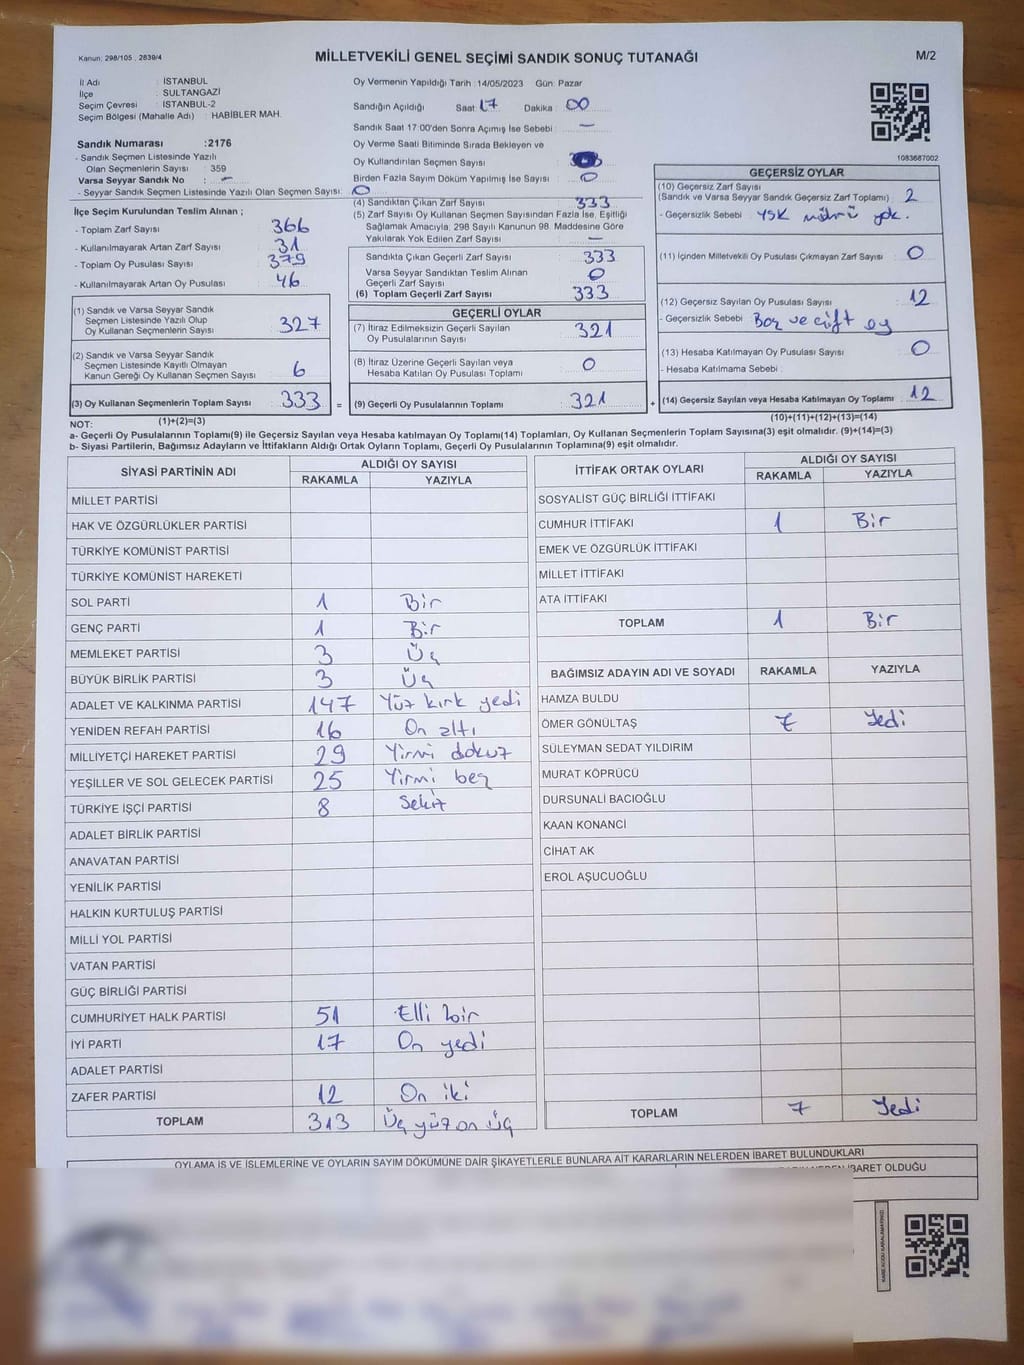 Kanun: 298/105 , 2839/4
MİLLETVEKİLİ GENEL SEÇİMİ SANDIK SONUÇ TUTANAĞI
M/2
İl Adı : İSTANBUL
İlçe : SULTANGAZİ
Seçim Çevresi : İSTANBUL-2
Seçim Bölgesi (Mahalle Adı) : HABİBLER MAH.
Sandık Numarası :2176
- Sandık Seçmen Listesinde Yazılı
Olan Seçmenlerin Sayısı : 359
Varsa Seyyar Sandık No : -
- Seyyar Sandık Seçmen Listesinde Yazılı Olan Seçmen Sayısı: 0
Oy Vermenin Yapıldığı Tarih : 14/05/2023 Gün: Pazar
Sandığın Açıldığı Saat: 17 Dakika : 00
Sandık Saat 17:00'den Sonra Açımış İse Sebebi : -
Oy Verme Saati Bitiminde Sırada Bekleyen ve
Oy Kullandırılan Seçmen Sayısı
Birden Fazla Sayım Döküm Yapılmış İse Sayısı : 0
(4) Sandıktan Çıkan Zarf Sayısı 333
(5) Zarf Sayısı Oy Kullanan Seçmen Sayısından Fazla İse, Eşitliği
Sağlamak Amacıyla, 298 Sayılı Kanunun 98. Maddesine Göre
Yakılarak Yok Edilen Zarf Sayısı : -
1083687002
İlçe Seçim Kurulundan Teslim Alınan ;
- Toplam Zarf Sayısı 366
- Kullanılmayarak Artan Zarf Sayısı 31
- Toplam Oy Pusulası Sayısı 379
- Kullanılmayarak Artan Oy Pusulası 46
(1) Sandık ve Varsa Seyyar Sandık
Seçmen Listesinde Yazılı Olup
Oy Kullanan Seçmenlerin Sayısı 327
(2) Sandık ve Varsa Seyyar Sandık
Seçmen Listesinde Kayıtlı Olmayan
Kanun Gereği Oy Kullanan Seçmen Sayısı 6
(3) Oy Kullanan Seçmenlerin Toplam Sayısı 333 =
(1)+(2)=(3)
Sandıkta Çıkan Geçerli Zarf Sayısı 333
Varsa Seyyar Sandıktan Teslim Alınan
Geçerli Zarf Sayısı 0
(6) Toplam Geçerli Zarf Sayısı 333
GEÇERLİ OYLAR
(7) İtiraz Edilmeksizin Geçerli Sayılan
Oy Pusulalarının Sayısı 321
(8) İtiraz Üzerine Geçerli Sayılan veya
Hesaba Katılan Oy Pusulası Toplamı 0
(9) Geçerli Oy Pusulalarının Toplamı 321 +
GEÇERSİZ OYLAR
(10) Geçersiz Zarf Sayısı
(Sandık ve Varsa Seyyar Sandık Geçersiz Zarf Toplamı) : 2
- Geçersizlik Sebebi : YSK mührü yok.
(11) İçinden Milletvekili Oy Pusulası Çıkmayan Zarf Sayısı : 0
(12) Geçersiz Sayılan Oy Pusulası Sayısı : 12
- Geçersizlik Sebebi : Boş ve çift oy
(13) Hesaba Katılmayan Oy Pusulası Sayısı : 0
- Hesaba Katılmama Sebebi :
(14) Geçersiz Sayılan veya Hesaba Katılmayan Oy Toplamı : 12
(10)+(11)+(12)+(13)=(14)
NOT:
a- Geçerli Oy Pusulalarının Toplamı(9) ile Geçersiz Sayılan veya Hesaba katılmayan Oy Toplamı(14) Toplamları, Oy Kullanan Seçmenlerin Toplam Sayısına(3) eşit olmalıdır. (9)+(14)=(3)
b- Siyasi Partilerin, Bağımsız Adayların ve İttifakların Aldığı Ortak Oyların Toplamı, Geçerli Oy Pusulalarının Toplamına(9) eşit olmalıdır.
SİYASİ PARTİNİN ADI ALDIĞI OY SAYISI
RAKAMLA YAZIYLA
MİLLET PARTİSİ
HAK VE ÖZGÜRLÜKLER PARTİSİ
TÜRKİYE KOMÜNİST PARTİSİ
TÜRKİYE KOMÜNİST HAREKETİ
SOL PARTİ 1 Bir
GENÇ PARTİ 1 Bir
MEMLEKET PARTİSİ 3 Üç
BÜYÜK BİRLİK PARTİSİ 3 Üç
ADALET VE KALKINMA PARTİSİ 147 Yüz kırk yedi
YENİDEN REFAH PARTİSİ 16 On altı
MİLLİYETÇİ HAREKET PARTİSİ 29 Yirmi dokuz
YEŞİLLER VE SOL GELECEK PARTİSİ 25 Yirmi beş
TÜRKİYE İŞÇİ PARTİSİ 8 Sekiz
ADALET BİRLİK PARTİSİ
ANAVATAN PARTİSİ
YENİLİK PARTİSİ
HALKIN KURTULUŞ PARTİSİ
MİLLİ YOL PARTİSİ
VATAN PARTİSİ
GÜÇ BİRLİĞİ PARTİSİ
CUMHURİYET HALK PARTİSİ 51 Elli bir
İYİ PARTİ 17 On yedi
ADALET PARTİSİ
ZAFER PARTİSİ 12 On iki
TOPLAM 313 Üç yüz on üç
İTTİFAK ORTAK OYLARI ALDIĞI OY SAYISI
RAKAMLA YAZIYLA
SOSYALİST GÜÇ BİRLİĞİ İTTİFAKI
CUMHUR İTTİFAKI 1 Bir
EMEK VE ÖZGÜRLÜK İTTİFAKI
MİLLET İTTİFAKI
ATA İTTİFAKI
TOPLAM 1 Bir
BAĞIMSIZ ADAYIN ADI VE SOYADI RAKAMLA YAZIYLA
HAMZA BULDU
ÖMER GÖNÜLTAŞ 7 Yedi
SÜLEYMAN SEDAT YILDIRIM
MURAT KÖPRÜCÜ
DURSUNALİ BACIOĞLU
KAAN KONANCİ
CİHAT AK
EROL AŞUCUOĞLU
TOPLAM 7 Yedi
OYLAMA İŞ VE İŞLEMLERİNE VE OYLARIN SAYIM DÖKÜMÜNE DAİR ŞİKAYETLERLE BUNLARA AİT KARARLARIN NELERDEN İBARET BULUNDUKLARI
İBARET OLDUĞU